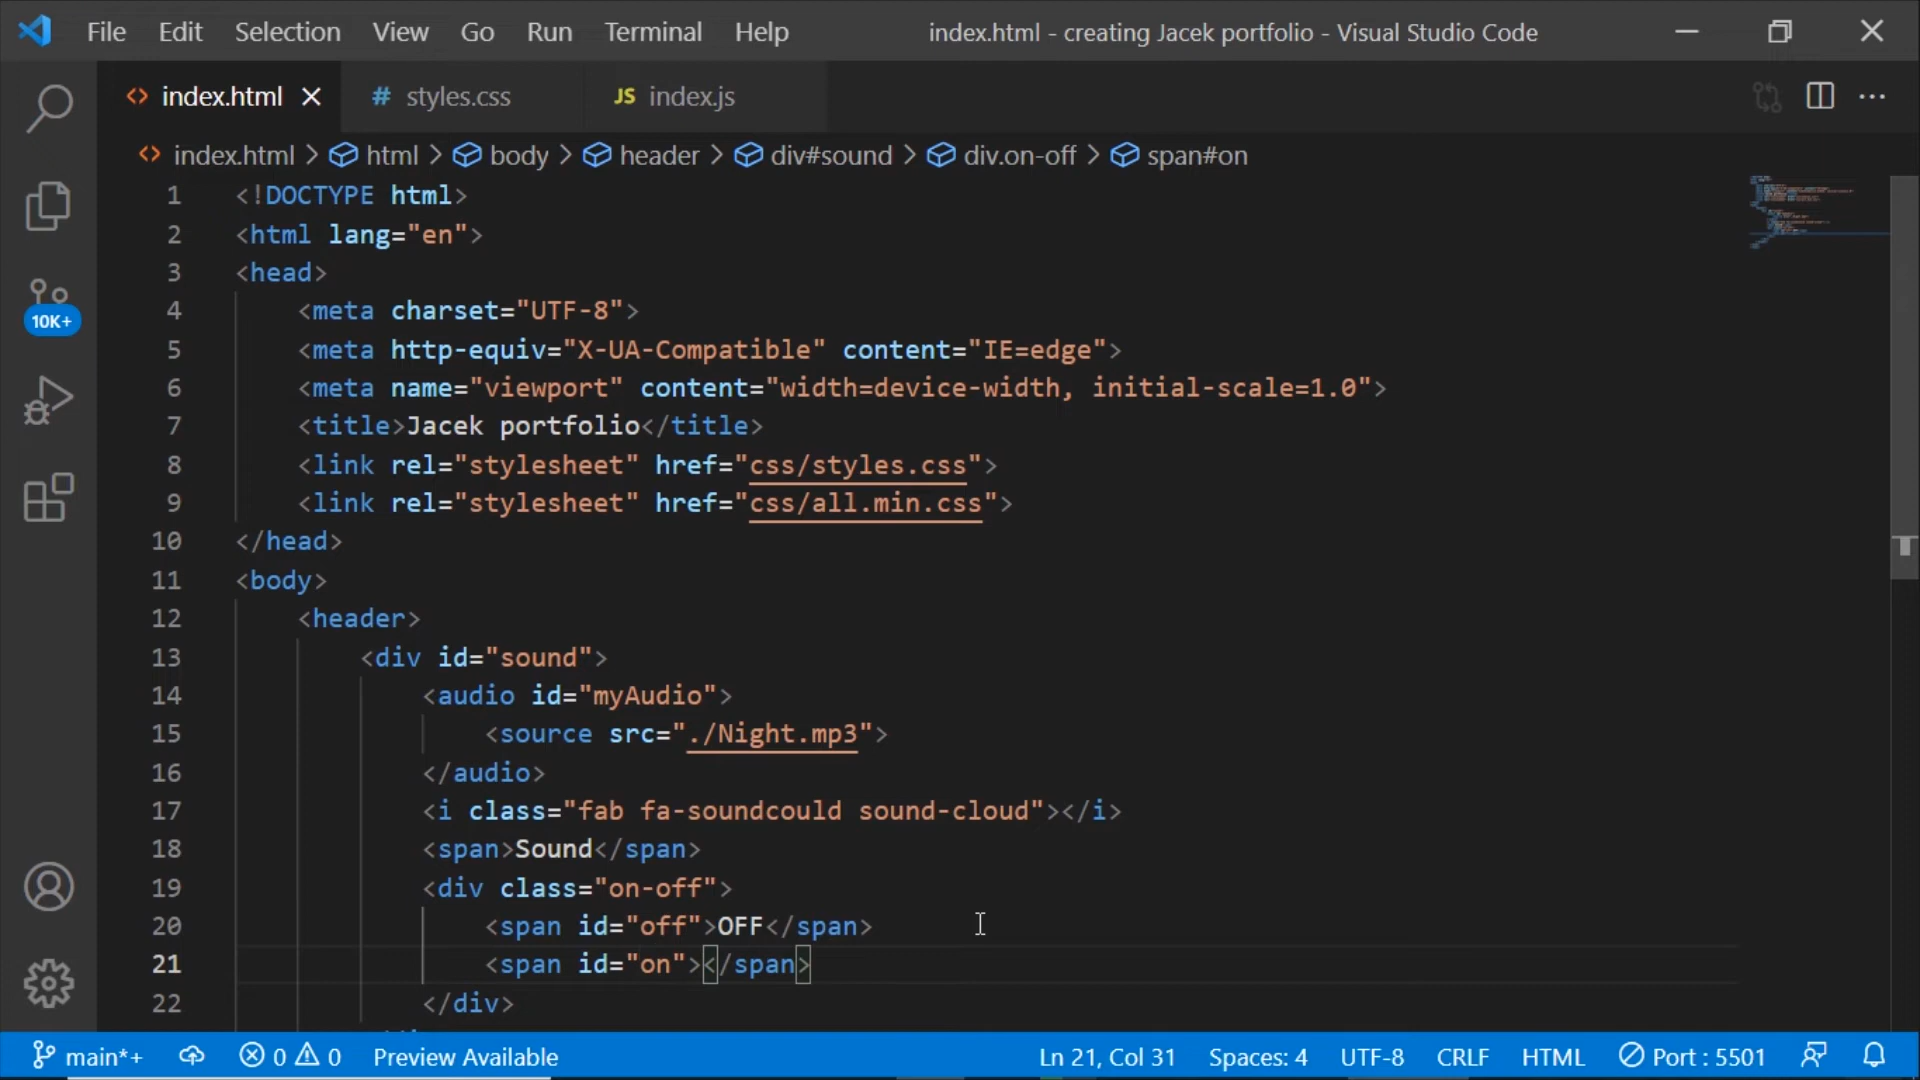 File Edit Selection View Go Run Terminal Help index.html - creating Jacek portfolio - Visual Studio Code
<> index.html # styles.css JS index.js
<> index.html > html > body > header > div#sound > div.on-off > span#on
1 <!DOCTYPE html>
2 <html lang="en">
3 <head>
4 <meta charset="UTF-8">
5 <meta http-equiv="X-UA-Compatible" content="IE=edge">
6 <meta name="viewport" content="width=device-width, initial-scale=1.0">
7 <title>Jacek portfolio</title>
8 <link rel="stylesheet" href="css/styles.css">
9 <link rel="stylesheet" href="css/all.min.css">
10 </head>
11 <body>
12 <header>
13 <div id="sound">
14 <audio id="myAudio">
15 <source src="./Night.mp3">
16 </audio>
17 <i class="fab fa-soundcould sound-cloud"></i>
18 <span>Sound</span>
19 <div class="on-off">
20 <span id="off">OFF</span>
21 <span id="on"></span>
22 </div>
10K+
main*+ 0 0 Preview Available Ln 21, Col 31 Spaces: 4 UTF-8 CRLF HTML Port : 5501